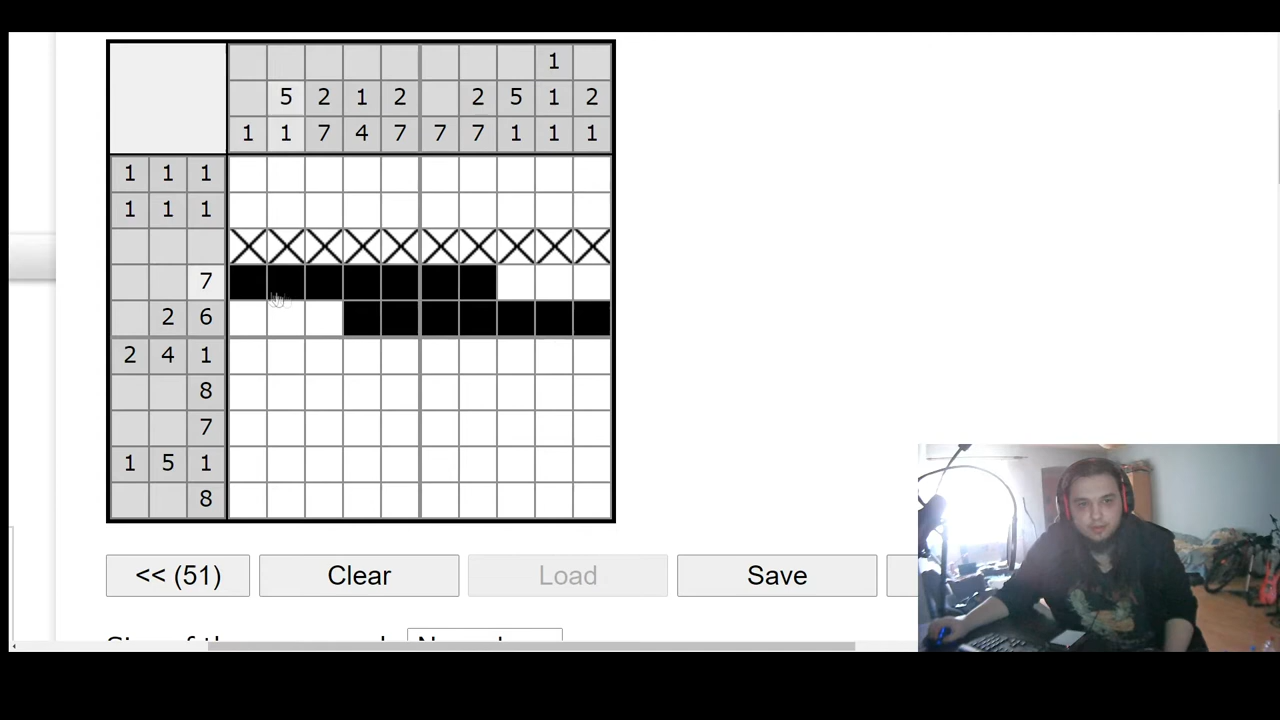 1
5 2 1 2 2 5 1 2
1 1 7 4 7 7 7 1 1 1
1 1 1
1 1 1
7
2 6
2 4 1
8
7
1 5 1
8
<< (51) Clear Load Save